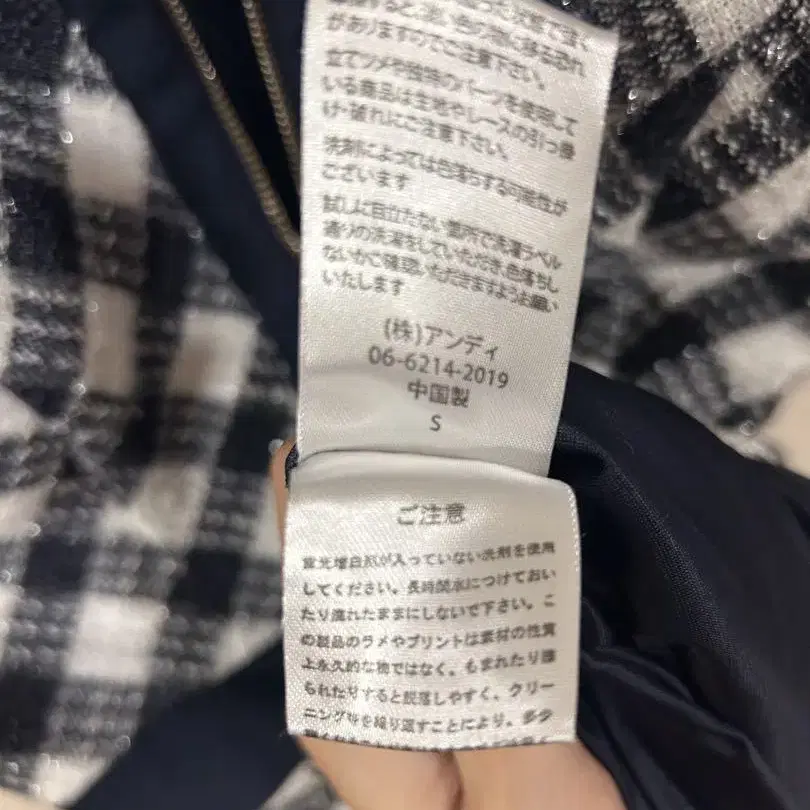 がありますのでご注意下さい。
立てツメや独特のパーツを使用して
いる商品は生地やレースの引っ掛
け・破れにご注意下さい。
洗剤によっては色落ちする可能性が
ございます
試しに目立たない箇所で洗濯ラベル
通りの洗濯をしていただき、色落ちし
ないかご確認いただきますようお願い
いたします
(株)アンディ
06-6214-2019
中国製
S
ご注意
蛍光増白剤が入っていない洗剤を使用
してください。長時間水につけておい
たり濡れたままにしないで下さい。こ
の製品のラメやプリントは素材の性質
上永久的な物ではなく、もまれたり擦
られたりすると脱落しやすく、クリー
ニング等を繰り返すことにより、多少